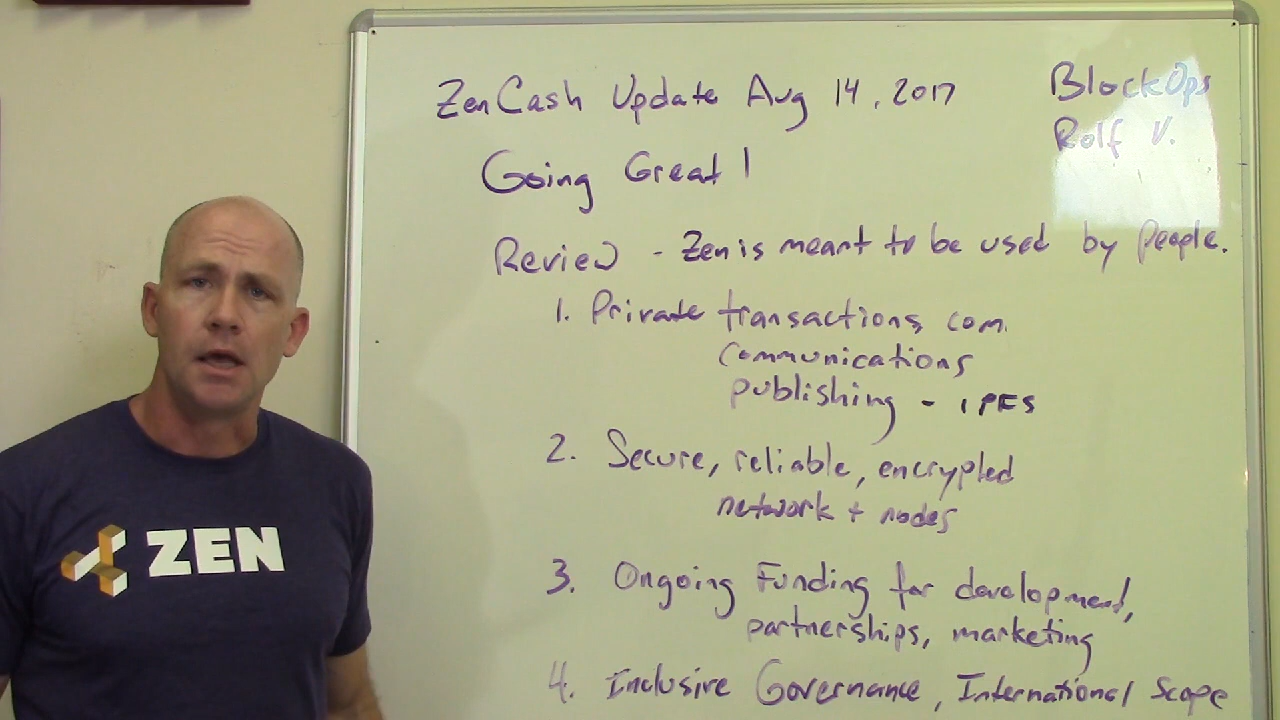 ZenCash Update Aug 14, 2017
BlockOps
Rolf V.
Going Great!
Review - Zen is meant to be used by people.
1. Private transactions com.
communications
publishing - IPFS
2. Secure, reliable, encrypted
network + nodes
3. Ongoing Funding for development,
partnerships, marketing
4. Inclusive Governance, International Scope
ZEN